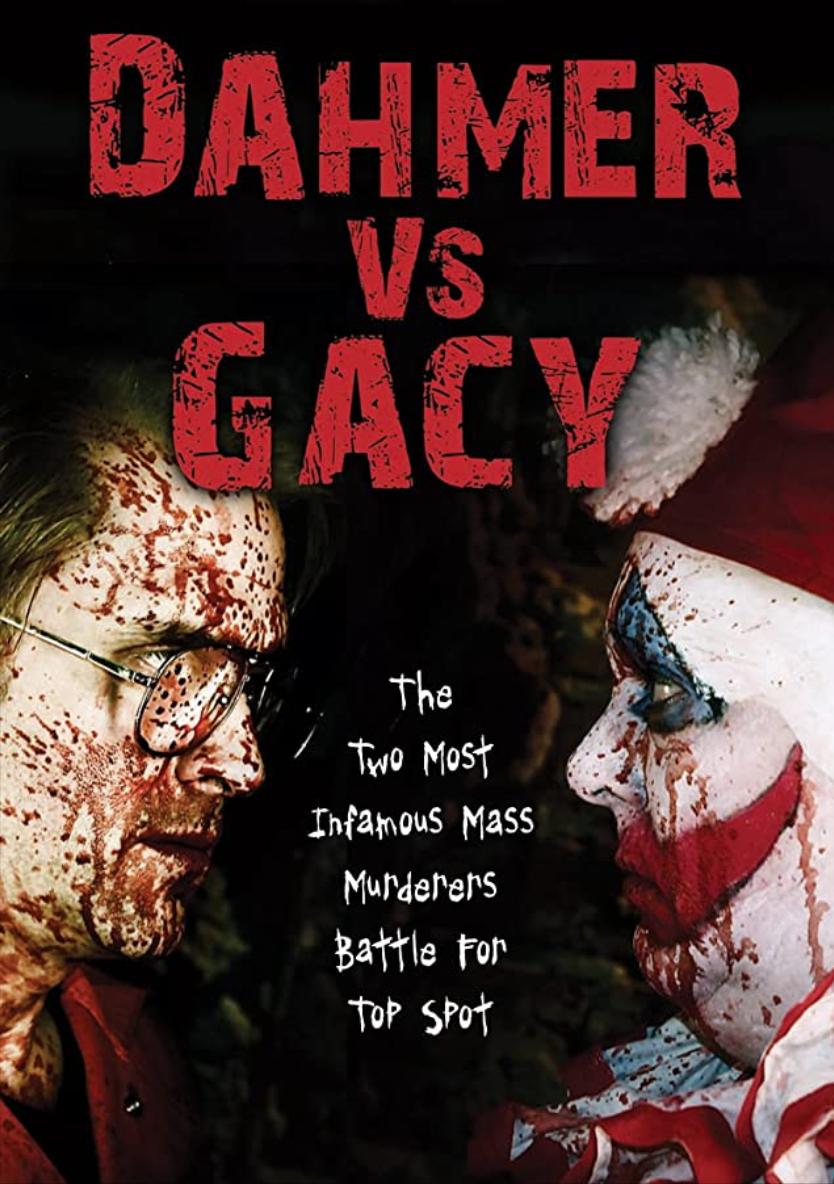 DAHMER
VS
GACY
The
Two Most
Infamous Mass
Murderers
Battle For
Top Spot